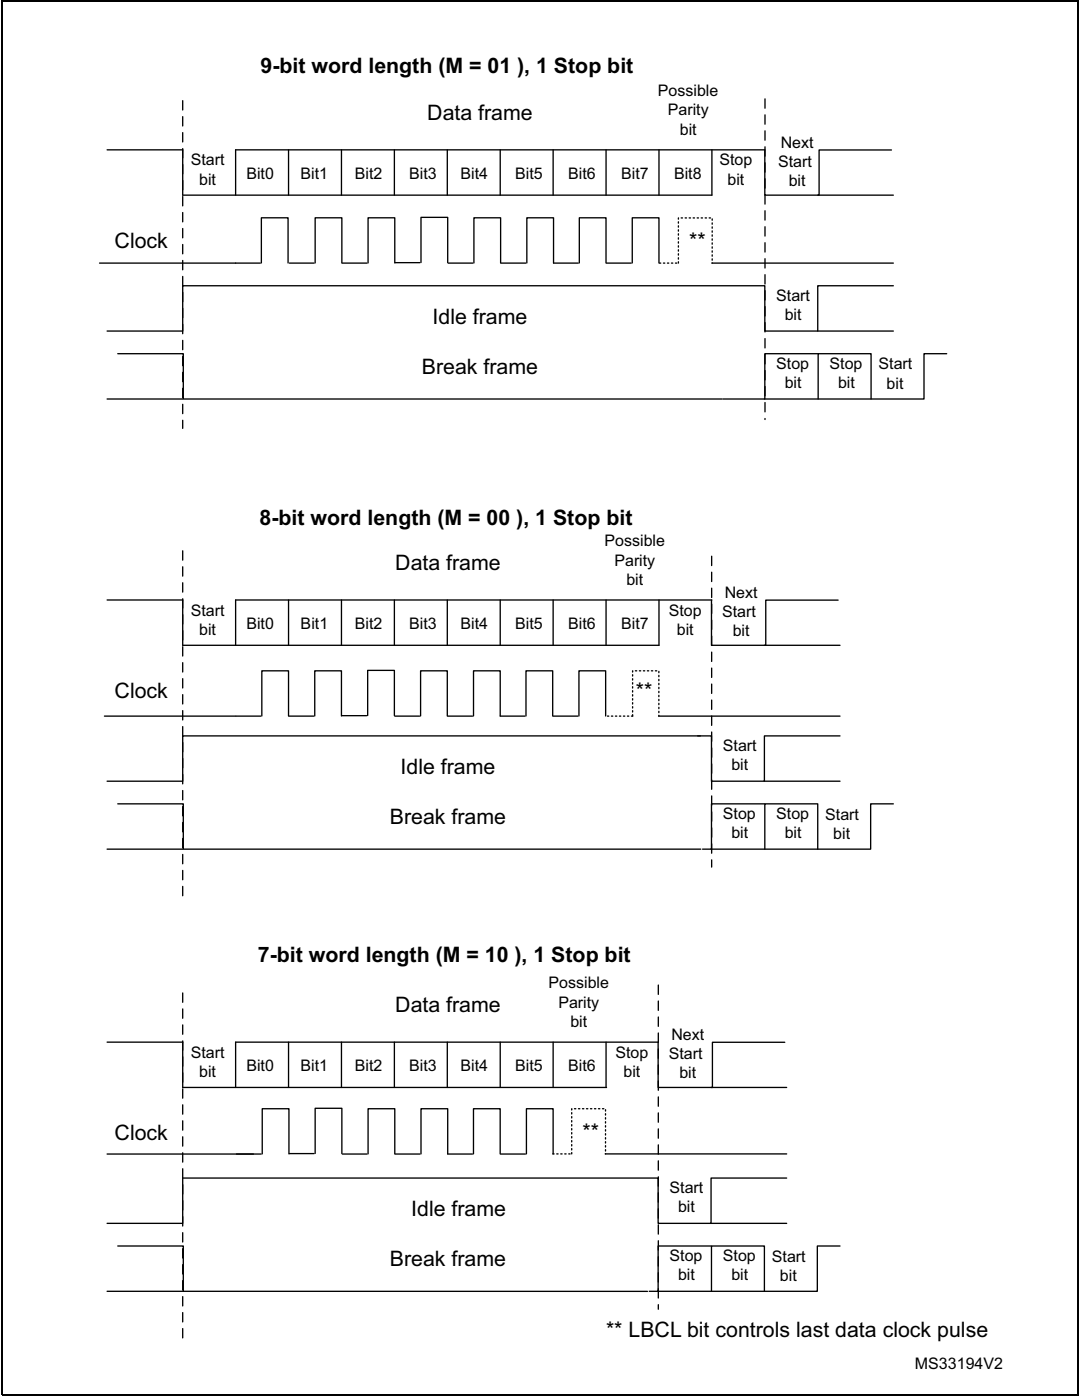 9-bit word length (M = 01 ), 1 Stop bit
Data frame
Possible
Parity
bit
Start
bit
Bit0 Bit1 Bit2 Bit3 Bit4 Bit5 Bit6 Bit7 Bit8
Stop
bit
Next
Start
bit
Clock
**
Idle frame
Start
bit
Break frame
Stop
bit
Stop
bit
Start
bit
8-bit word length (M = 00 ), 1 Stop bit
Data frame
Possible
Parity
bit
Start
bit
Bit0 Bit1 Bit2 Bit3 Bit4 Bit5 Bit6 Bit7
Stop
bit
Next
Start
bit
Clock
**
Idle frame
Start
bit
Break frame
Stop
bit
Stop
bit
Start
bit
7-bit word length (M = 10 ), 1 Stop bit
Data frame
Possible
Parity
bit
Start
bit
Bit0 Bit1 Bit2 Bit3 Bit4 Bit5 Bit6
Stop
bit
Next
Start
bit
Clock
**
Idle frame
Start
bit
Break frame
Stop
bit
Stop
bit
Start
bit
** LBCL bit controls last data clock pulse
MS33194V2